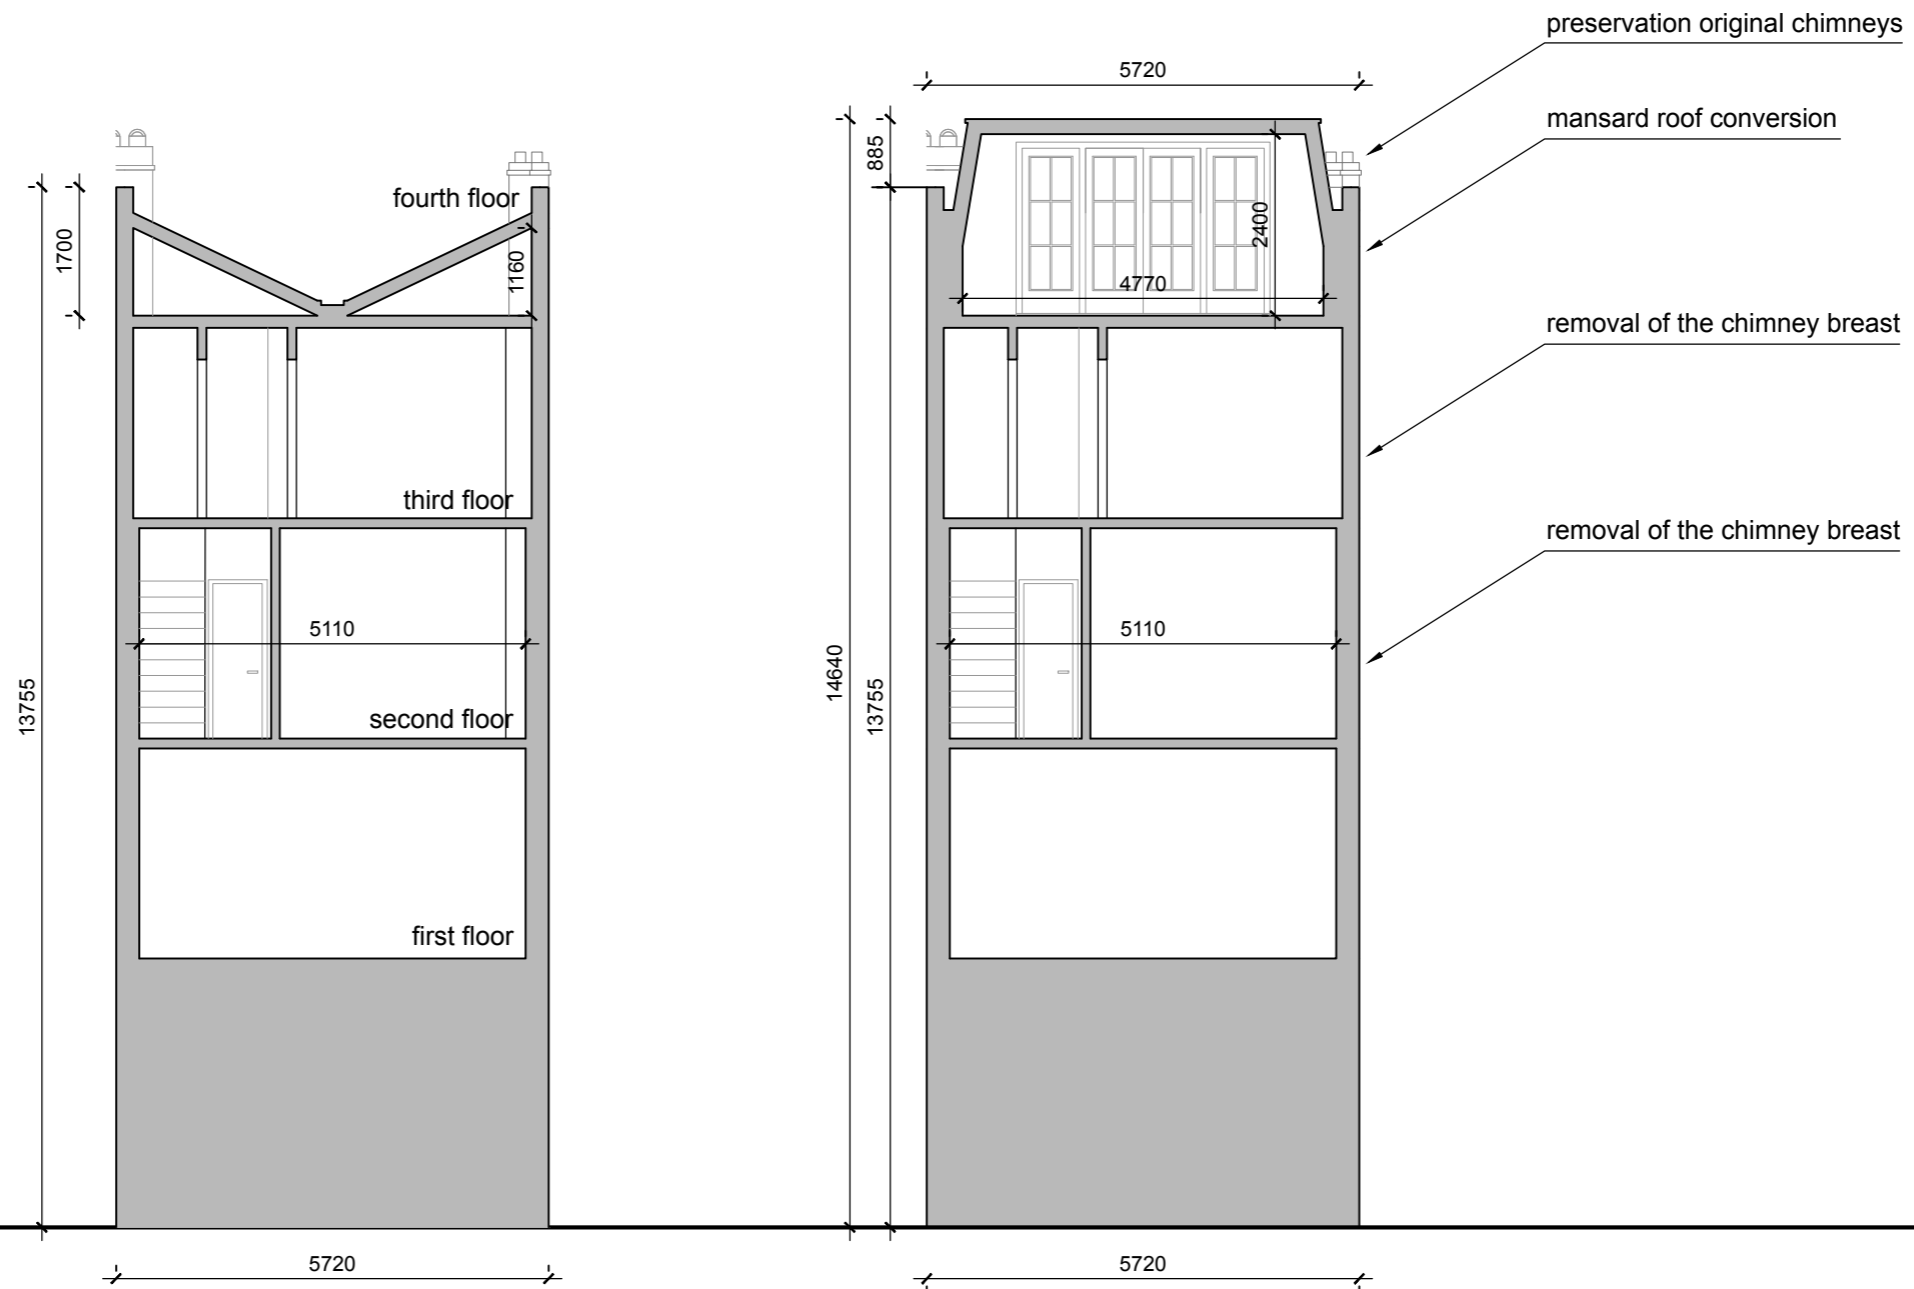 preservation original chimneys
5720
mansard roof conversion
885
fourth floor
1700
1160
2400
4770
removal of the chimney breast
third floor
removal of the chimney breast
5110
5110
13755
14640
13755
second floor
first floor
5720
5720